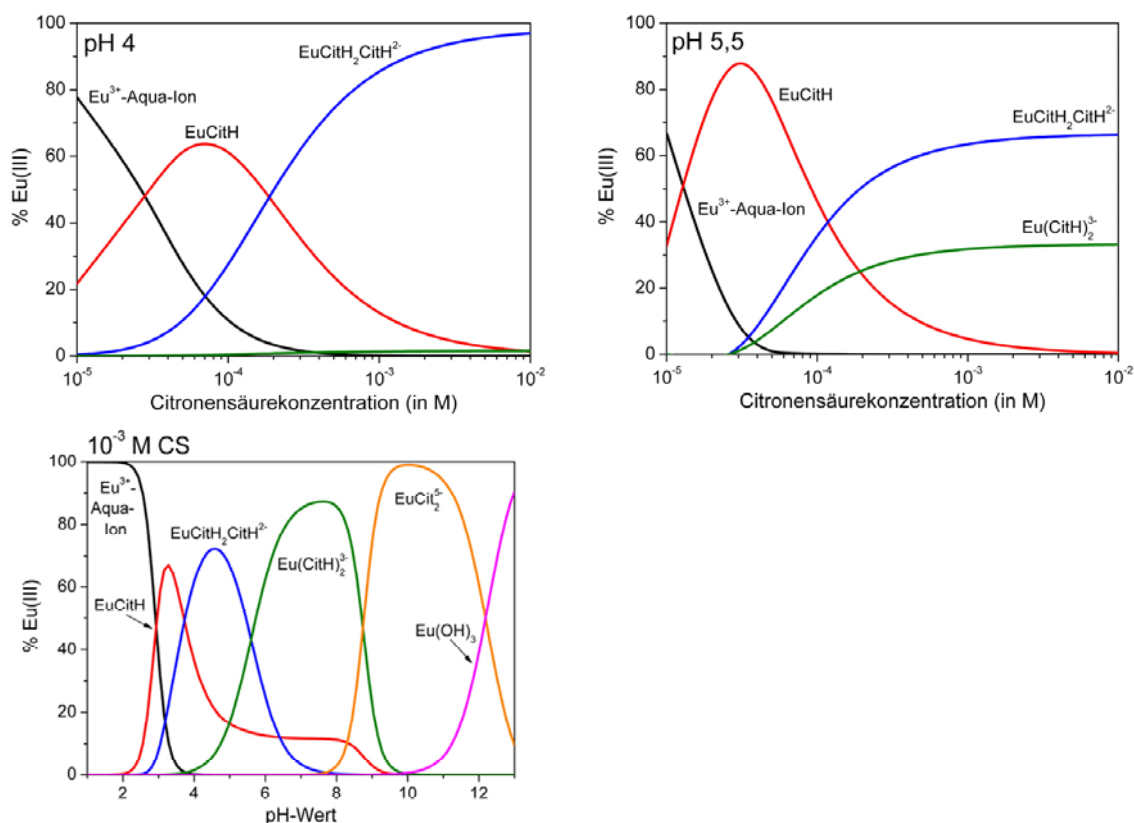 pH 4
100
80
60
40
20
0
% Eu(III)
Eu³⁺-Aqua-Ion
EuCitH
EuCitH₂CitH²⁻
10⁻⁵
10⁻⁴
10⁻³
10⁻²
Citronensäurekonzentration (in M)
pH 5,5
100
80
60
40
20
0
% Eu(III)
EuCitH
EuCitH₂CitH²⁻
Eu³⁺-Aqua-Ion
Eu(CitH)₂³⁻
10⁻⁵
10⁻⁴
10⁻³
10⁻²
Citronensäurekonzentration (in M)
10⁻³ M CS
100
80
60
40
20
0
% Eu(III)
Eu³⁺-
Aqua-
Ion
EuCitH₂CitH²⁻
EuCitH
Eu(CitH)₂³⁻
EuCit₂⁵⁻
Eu(OH)₃
2
4
6
8
10
12
pH-Wert